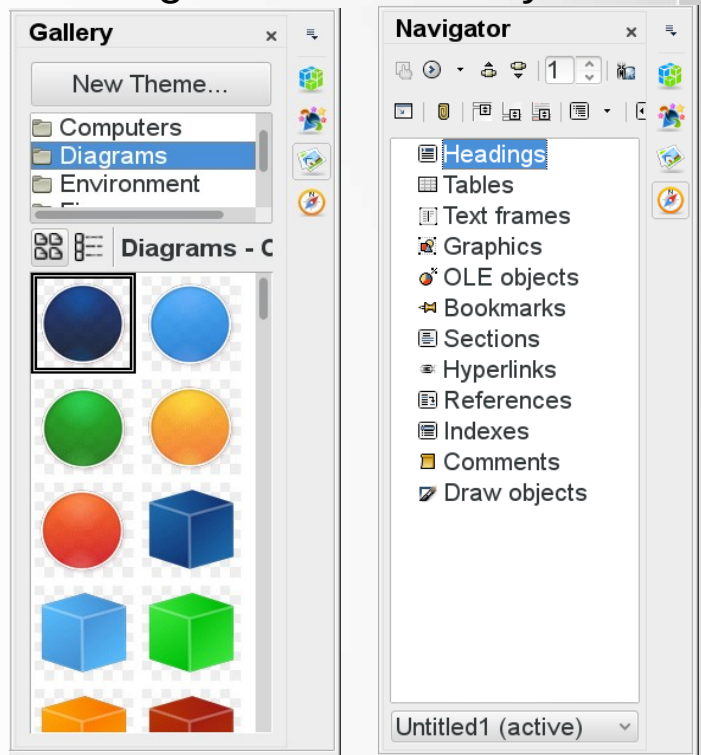 Gallery
New Theme...
Computers
Diagrams
Environment
Diagrams -
Navigator
1
Headings
Tables
Text frames
Graphics
OLE objects
Bookmarks
Sections
Hyperlinks
References
Indexes
Comments
Draw objects
Untitled1 (active)